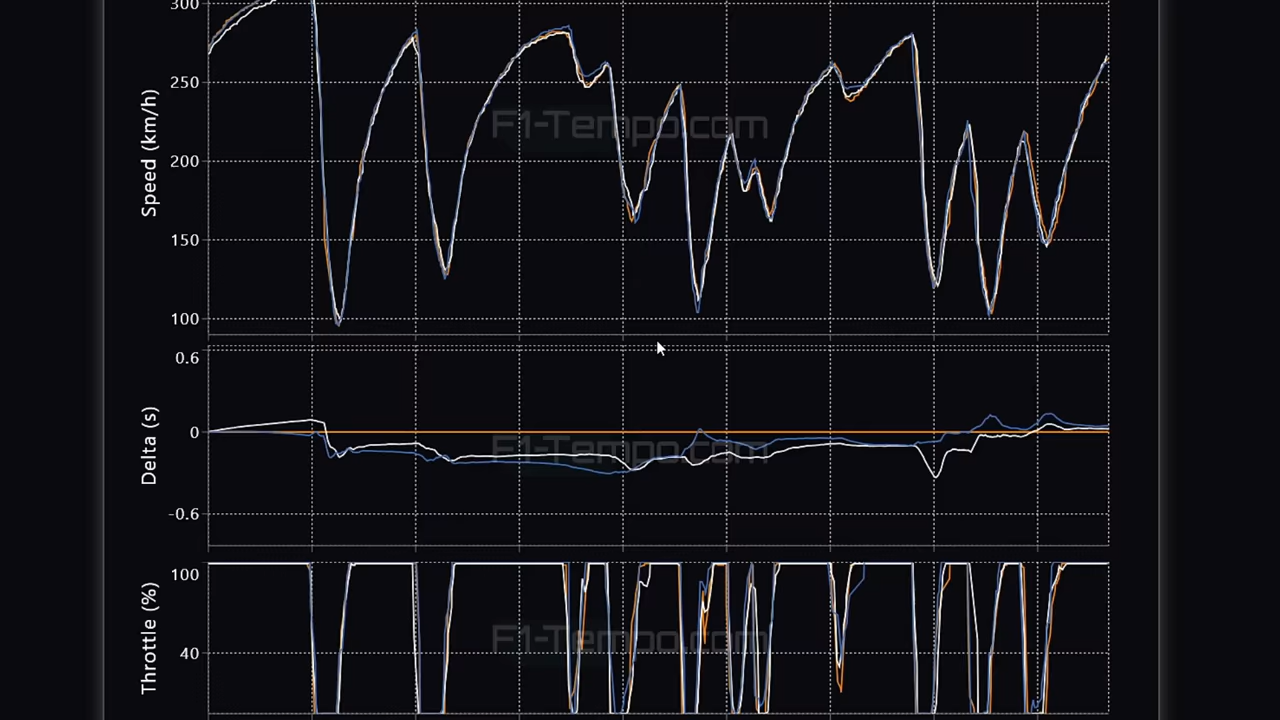 300
250
200
150
100
Speed (km/h)
F1-Tempo.com
0.6
0
-0.6
Delta (s)
F1-Tempo.com
100
40
Throttle (%)
F1-Tempo.com